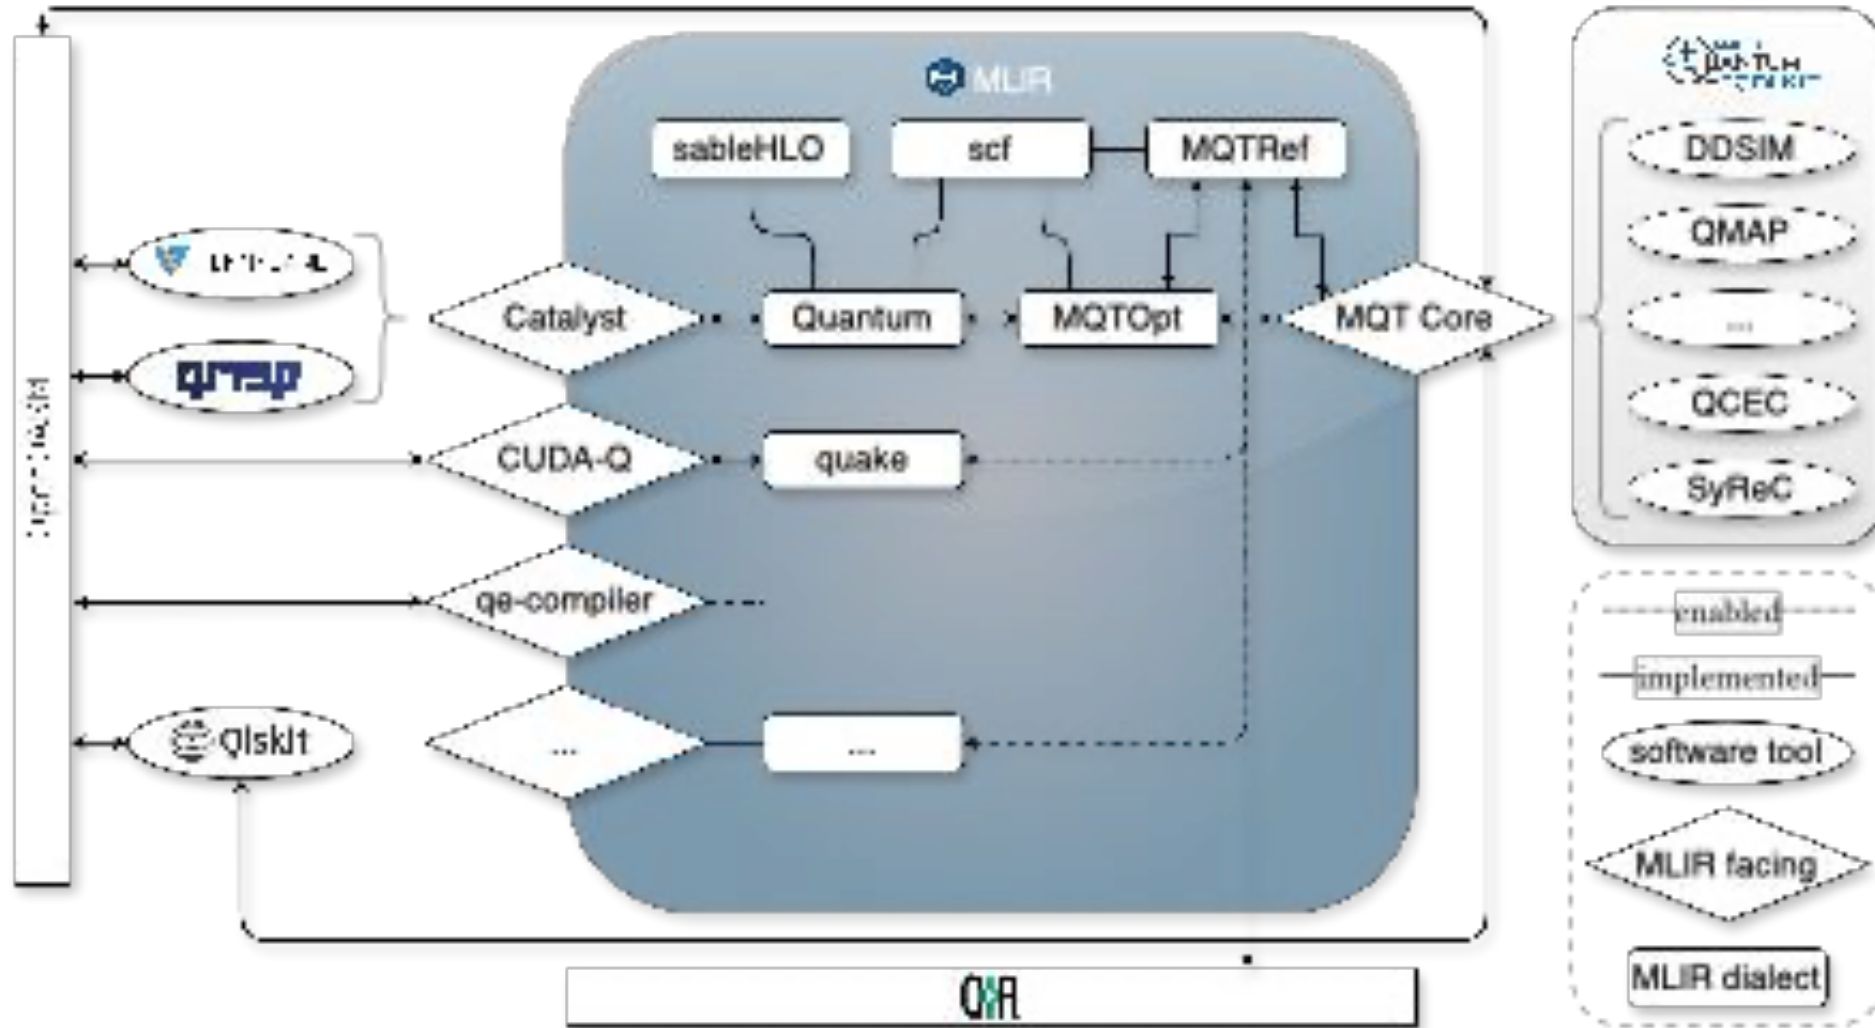 MLIR
sableHLO
scf
MQTRef
Catalyst
Quantum
MQTOpt
MQT Core
CUDA-Q
quake
qe-compiler
Qiskit
...
...
DDSIM
QMAP
...
QCEC
SyReC
enabled
implemented
software tool
MLIR facing
MLIR dialect
QIR